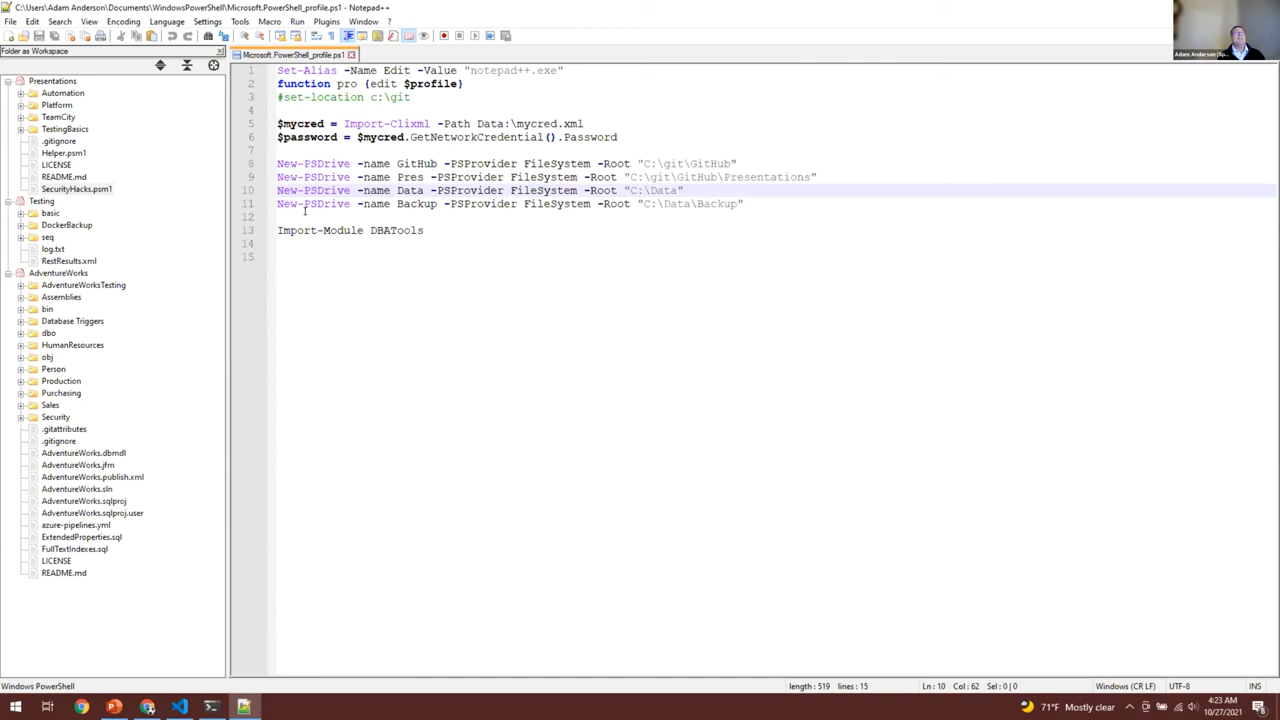 C:\Users\Adam Anderson\Documents\WindowsPowerShell\Microsoft.PowerShell_profile.ps1 - Notepad++
File Edit Search View Encoding Language Settings Tools Macro Run Plugins Window ?
Folder as Workspace
Microsoft.PowerShell_profile.ps1
Presentations
Automation
Platform
TeamCity
TestingBasics
.gitignore
Helper.psm1
LICENSE
README.md
SecurityHacks.psm1
Testing
basic
DockerBackup
seq
log.txt
RestResults.xml
AdventureWorks
AdventureWorksTesting
Assemblies
bin
Database Triggers
dbo
HumanResources
obj
Person
Production
Purchasing
Sales
Security
.gitattributes
.gitignore
AdventureWorks.dbmdl
AdventureWorks.jfm
AdventureWorks.publish.xml
AdventureWorks.sln
AdventureWorks.sqlproj
AdventureWorks.sqlproj.user
azure-pipelines.yml
ExtendedProperties.sql
FullTextIndexes.sql
LICENSE
README.md
1 Set-Alias -Name Edit -Value "notepad++.exe"
2 function pro {edit $profile}
3 #set-location c:\git
4
5 $mycred = Import-Clixml -Path Data:\mycred.xml
6 $password = $mycred.GetNetworkCredential().Password
7
8 New-PSDrive -name GitHub -PSProvider FileSystem -Root "C:\git\GitHub"
9 New-PSDrive -name Pres -PSProvider FileSystem -Root "C:\git\GitHub\Presentations"
10 New-PSDrive -name Data -PSProvider FileSystem -Root "C:\Data"
11 New-PSDrive -name Backup -PSProvider FileSystem -Root "C:\Data\Backup"
12
13 Import-Module DBATools
14
15
Adam Anderson
Windows PowerShell length : 519 lines : 15 Ln : 10 Col : 62 Sel : 0 | 0 Windows (CR LF) UTF-8 INS
71°F Mostly clear
4:23 AM
10/27/2021